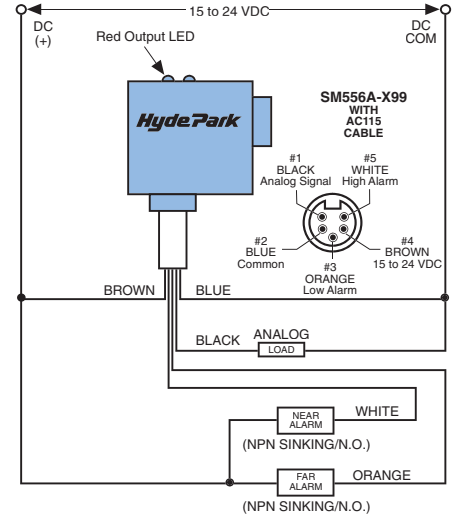 15 to 24 VDC
DC
(+)
DC
COM
Red Output LED
HydePark
SM556A-X99
WITH
AC115
CABLE
#1
BLACK
Analog Signal
#5
WHITE
High Alarm
#2
BLUE
Common
#3
ORANGE
Low Alarm
#4
BROWN
15 to 24 VDC
BROWN
BLUE
BLACK
ANALOG
LOAD
NEAR
ALARM
WHITE
(NPN SINKING/N.O.)
FAR
ALARM
ORANGE
(NPN SINKING/N.O.)